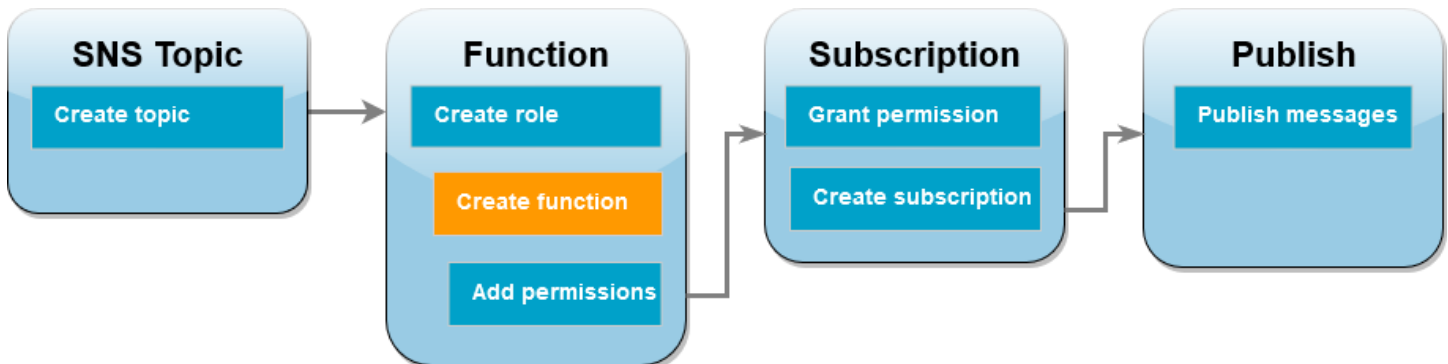 SNS Topic
Create topic
Function
Create role
Create function
Add permissions
Subscription
Grant permission
Create subscription
Publish
Publish messages